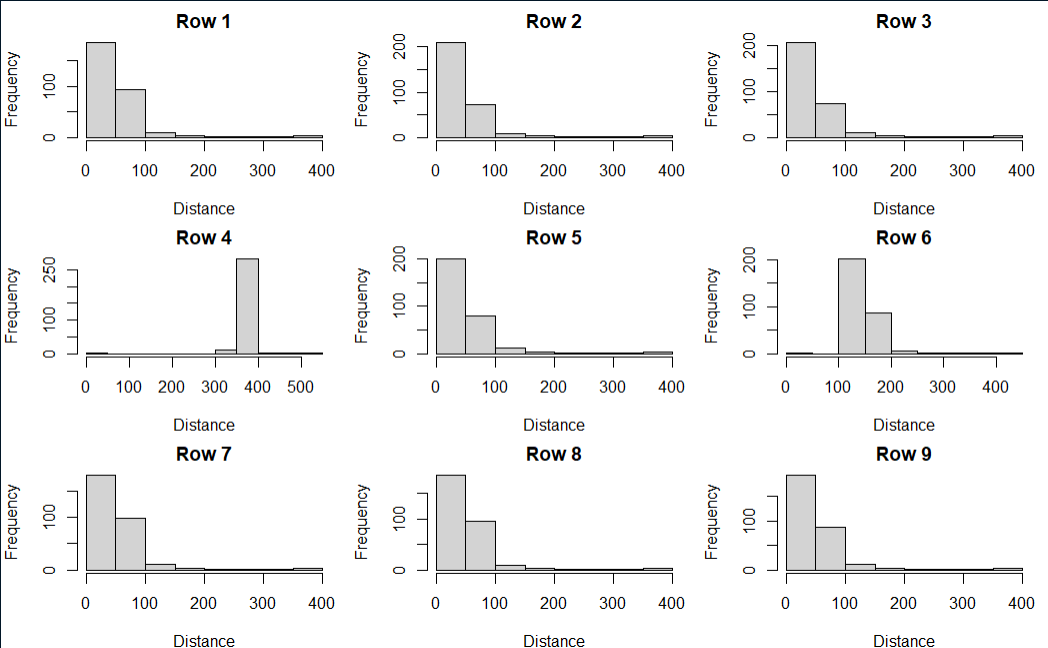 Row 1
Frequency
0 100
0 100 200 300 400
Distance
Row 2
Frequency
0 100 200
0 100 200 300 400
Distance
Row 3
Frequency
0 100 200
0 100 200 300 400
Distance
Row 4
Frequency
0 100 250
0 100 200 300 400 500
Distance
Row 5
Frequency
0 100 200
0 100 200 300 400
Distance
Row 6
Frequency
0 100 200
0 100 200 300 400
Distance
Row 7
Frequency
0 100
0 100 200 300 400
Distance
Row 8
Frequency
0 100
0 100 200 300 400
Distance
Row 9
Frequency
0 100
0 100 200 300 400
Distance